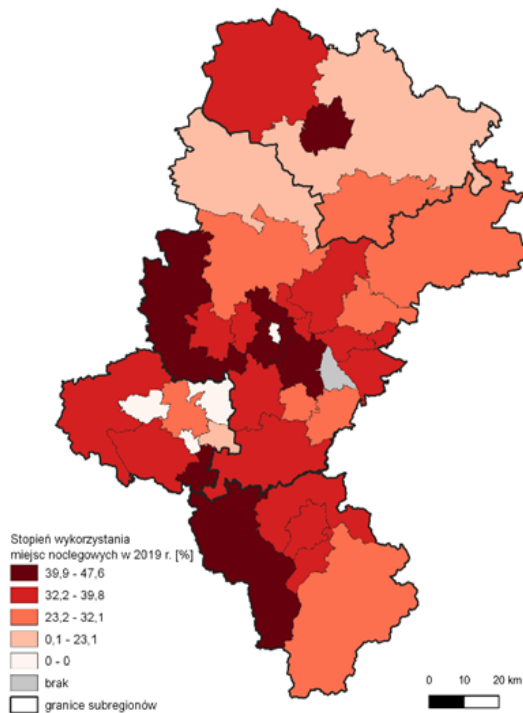 Stopień wykorzystania
miejsc noclegowych w 2019 r. [%]
39,9 - 47,6
32,2 - 39,8
23,2 - 32,1
0,1 - 23,1
0 - 0
brak
granice subregionów
0 10 20 km